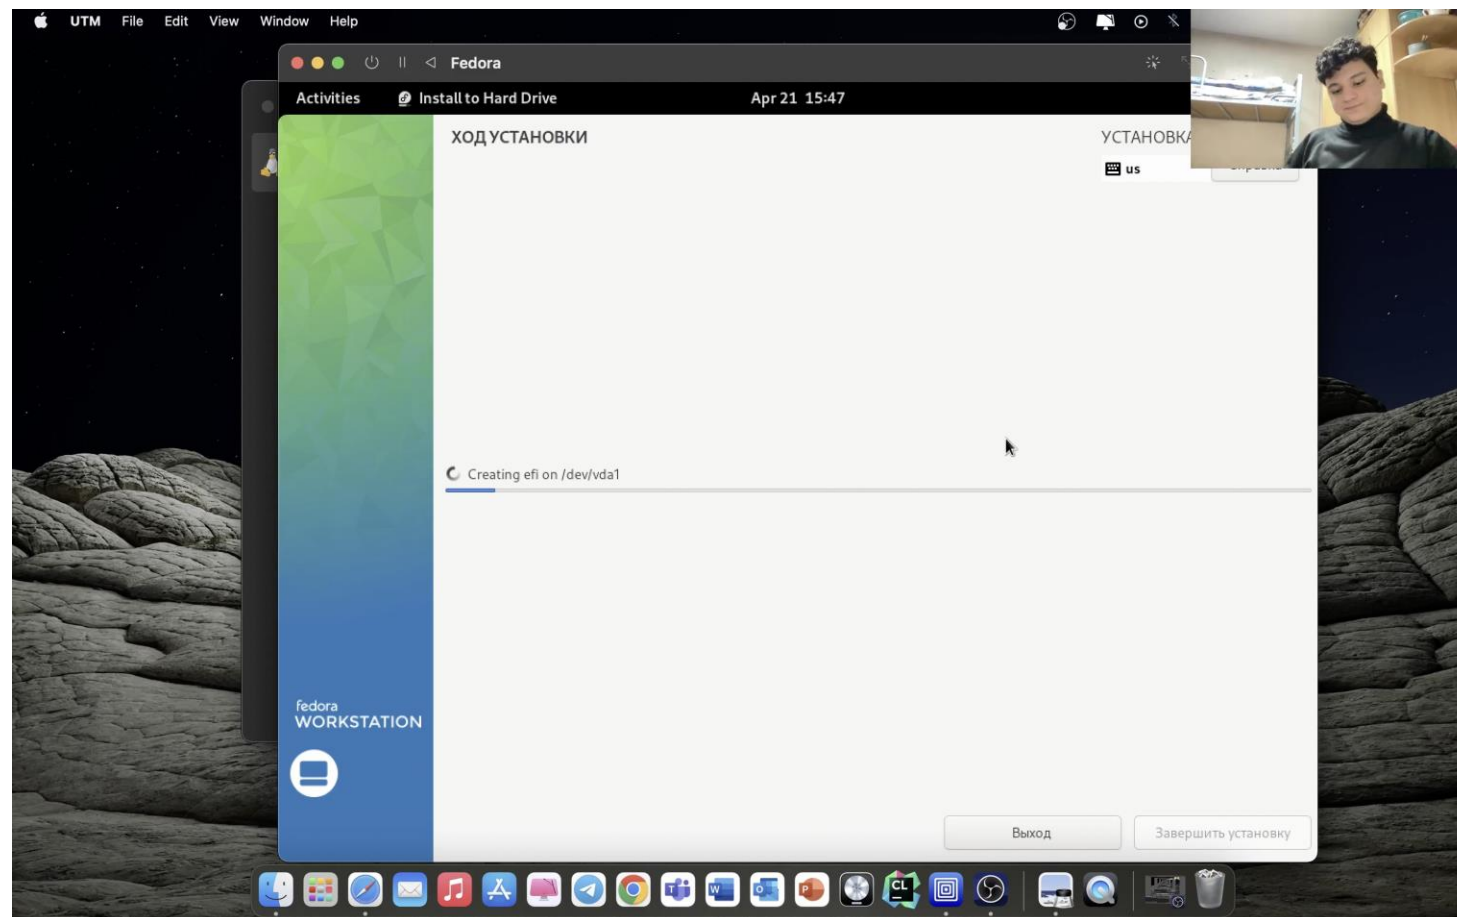 UTM File Edit View Window Help
Fedora
Activities Install to Hard Drive Apr 21 15:47
ХОД УСТАНОВКИ
УСТАНОВКА
us
Creating efi on /dev/vda1
fedora
WORKSTATION
Выход Завершить установку
CL